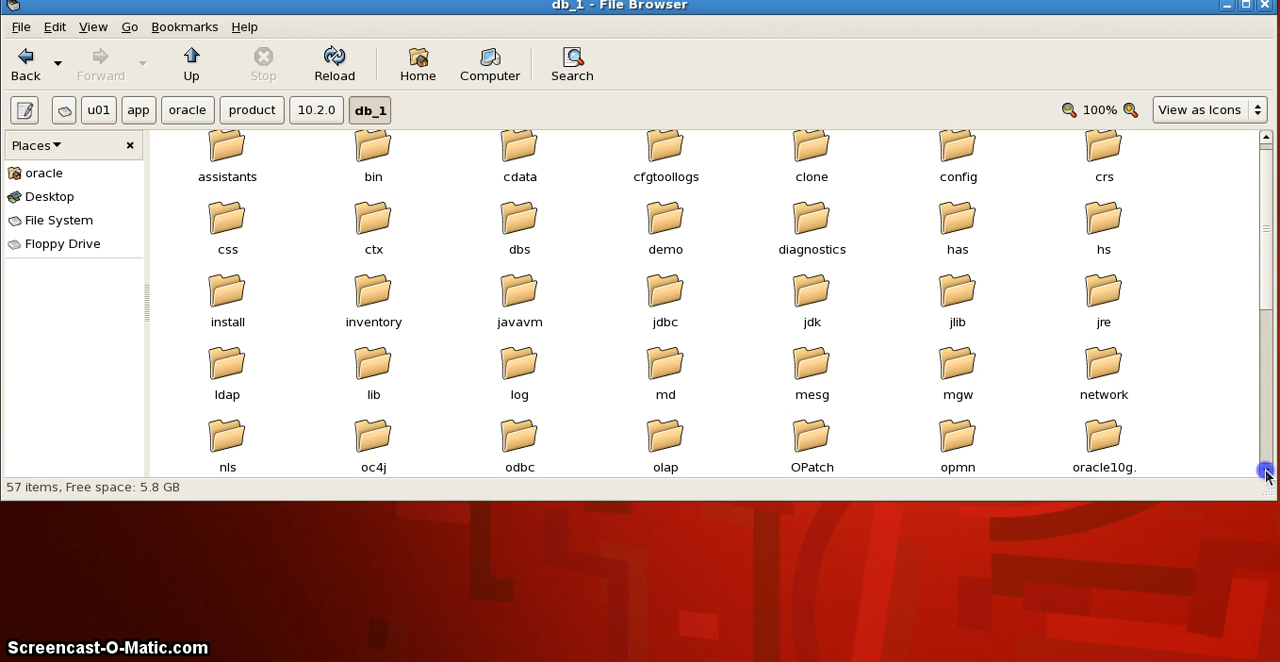 db_1 - File Browser
File Edit View Go Bookmarks Help
Back Forward Up Stop Reload Home Computer Search
u01 app oracle product 10.2.0 db_1 100% View as Icons
Places
oracle
Desktop
File System
Floppy Drive
assistants bin cdata cfgtoollogs clone config crs
css ctx dbs demo diagnostics has hs
install inventory javavm jdbc jdk jlib jre
ldap lib log md mesg mgw network
nls oc4j odbc olap OPatch opmn oracle10g.
57 items, Free space: 5.8 GB
Screencast-O-Matic.com